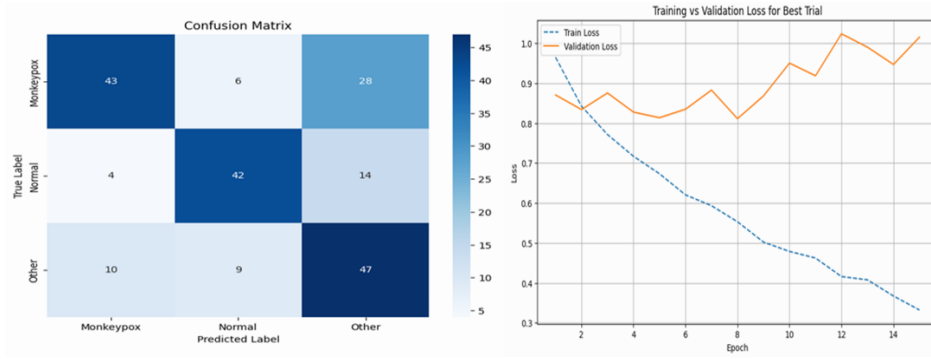 Confusion Matrix
True Label
Monkeypox
Normal
Other
43 6 28
4 42 14
10 9 47
Monkeypox Normal Other
Predicted Label
45
40
35
30
25
20
15
10
5
Training vs Validation Loss for Best Trial
Train Loss
Validation Loss
Loss
1.0
0.9
0.8
0.7
0.6
0.5
0.4
0.3
2 4 6 8 10 12 14
Epoch